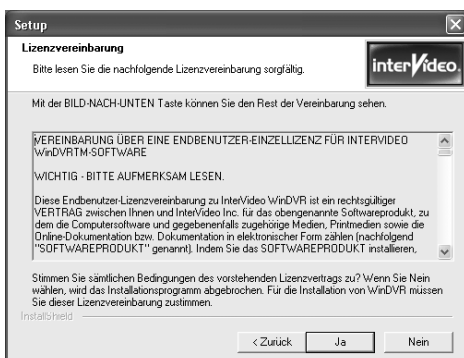 Setup
Lizenzvereinbarung
Bitte lesen Sie die nachfolgende Lizenzvereinbarung sorgfältig.
interVideo.
Mit der BILD-NACH-UNTEN Taste können Sie den Rest der Vereinbarung sehen.
VEREINBARUNG ÜBER EINE ENDBENUTZER-EINZELLIZENZ FÜR INTERVIDEO
WinDVRTM-SOFTWARE
WICHTIG - BITTE AUFMERKSAM LESEN.
Diese Endbenutzer-Lizenzvereinbarung zu InterVideo WinDVR ist ein rechtsgültiger
VERTRAG zwischen Ihnen und InterVideo Inc. für das obengenannte Softwareprodukt, zu
dem die Computersoftware und gegebenenfalls zugehörige Medien, Printmedien sowie die
Online-Dokumentation bzw. Dokumentation in elektronischer Form zählen (nachfolgend
"SOFTWAREPRODUKT" genannt). Indem Sie das SOFTWAREPRODUKT installieren,
Stimmen Sie sämtlichen Bedingungen des vorstehenden Lizenzvertrags zu? Wenn Sie Nein
wählen, wird das Installationsprogramm abgebrochen. Für die Installation von WinDVR müssen
Sie dieser Lizenzvereinbarung zustimmen.
InstallShield
< Zurück Ja Nein